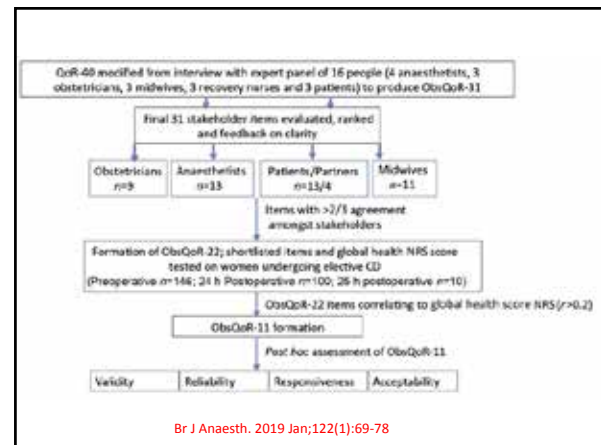 QoR-40 modified from interview with expert panel of 16 people (4 anaesthetists, 3
obstetricians, 3 midwives, 3 recovery nurses and 3 patients) to produce ObsQoR-31
Final 31 stakeholder items evaluated, ranked
and feedback on clarity
Obstetricians
n=9
Anaesthetists
n=13
Patients/Partners
n=13/4
Midwives
n=11
Items with >2/3 agreement
amongst stakeholders
Formation of ObsQoR-22; shortlisted items and global health NRS score
tested on women undergoing elective CD
(Preoperative n=146; 24 h Postoperative n=100; 25 h postoperative n=10)
ObsQoR-22 items correlating to global health score NRS (r>0.2)
ObsQoR-11 formation
Post hoc assessment of ObsQoR-11
Validity
Reliability
Responsiveness
Acceptability
Br J Anaesth. 2019 Jan;122(1):69-78